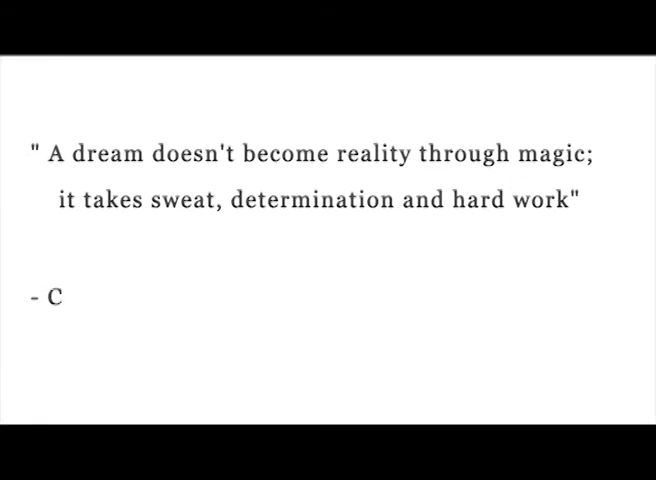 " A dream doesn't become reality through magic;
it takes sweat, determination and hard work"
- C